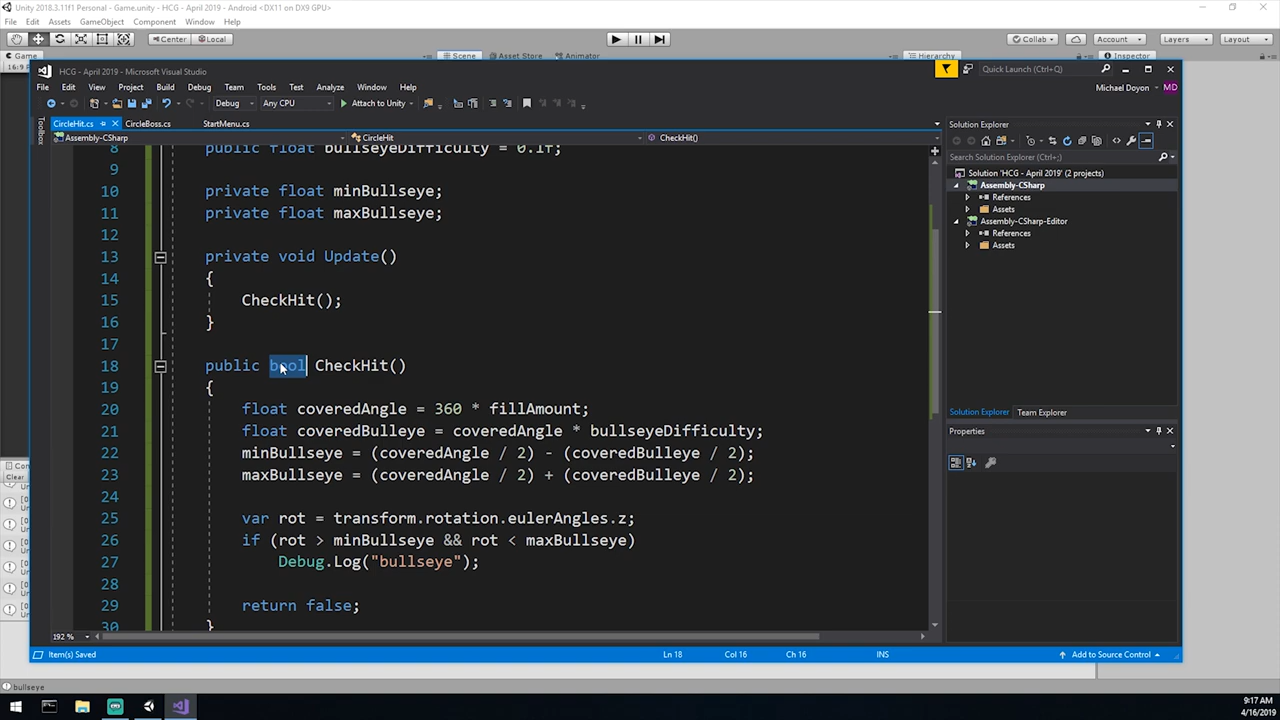 Unity 2018.3.11f1 Personal - Game.unity - HCG - April 2019 - Android <DX11 on DX9 GPU>
File Edit Assets GameObject Component Window Help
Center Local Collab Account Layers Layout
Game Scene Asset Store Animator Hierarchy Inspector
16:9
HCG - April 2019 - Microsoft Visual Studio Quick Launch (Ctrl+Q)
File Edit View Project Build Debug Team Tools Test Analyze Window Help Michael Doyon MD
Debug Any CPU Attach to Unity
Toolbox
CircleHit.cs CircleBoss.cs StartMenu.cs
Assembly-CSharp CircleHit CheckHit()
8 public float bullseyeDifficulty = 0.1f;
9
10 private float minBullseye;
11 private float maxBullseye;
12
13 private void Update()
14 {
15 CheckHit();
16 }
17
18 public bool CheckHit()
19 {
20 float coveredAngle = 360 * fillAmount;
21 float coveredBulleye = coveredAngle * bullseyeDifficulty;
22 minBullseye = (coveredAngle / 2) - (coveredBulleye / 2);
23 maxBullseye = (coveredAngle / 2) + (coveredBulleye / 2);
24
25 var rot = transform.rotation.eulerAngles.z;
26 if (rot > minBullseye && rot < maxBullseye)
27 Debug.Log("bullseye");
28
29 return false;
30 }
192 %
Solution Explorer
Search Solution Explorer (Ctrl+;)
Solution 'HCG - April 2019' (2 projects)
Assembly-CSharp
References
Assets
Assembly-CSharp-Editor
References
Assets
Solution Explorer Team Explorer
Properties
Con
Clear
Item(s) Saved Ln 18 Col 16 Ch 16 INS Add to Source Control
bullseye
9:17 AM
4/16/2019